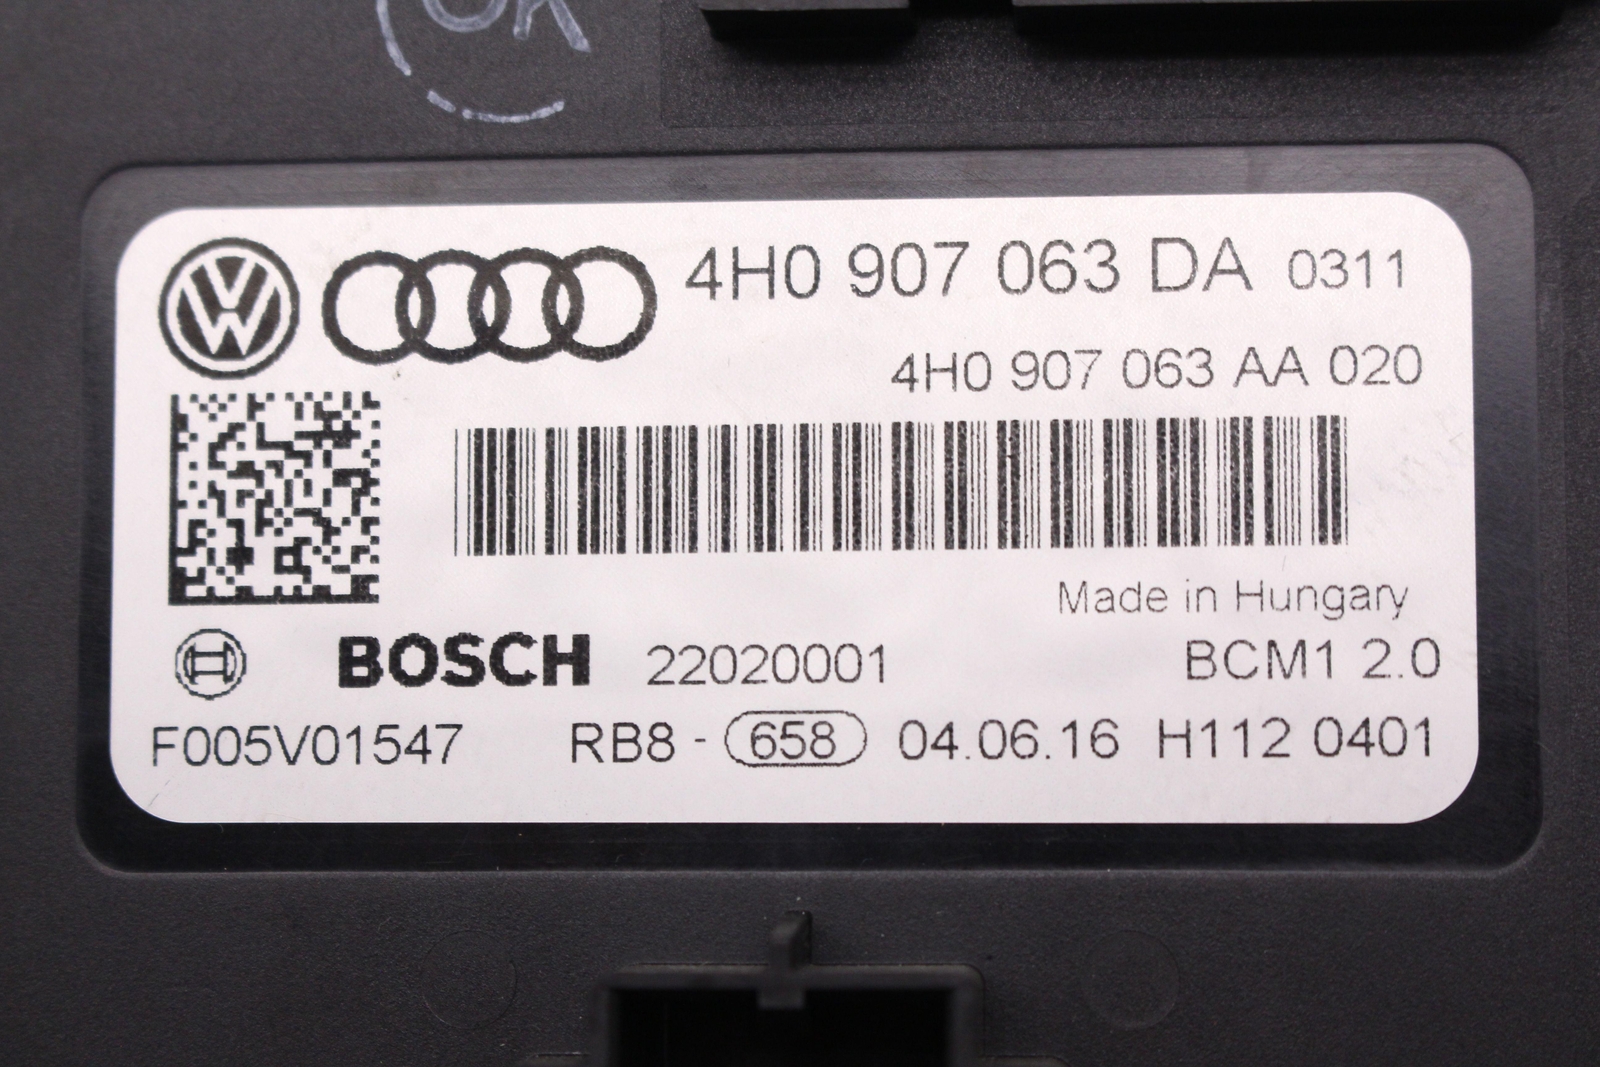 OK
4H0 907 063 DA 0311
4H0 907 063 AA 020
Made in Hungary
BOSCH 22020001 BCM1 2.0
F005V01547 RB8 - 658 04.06.16 H112 0401